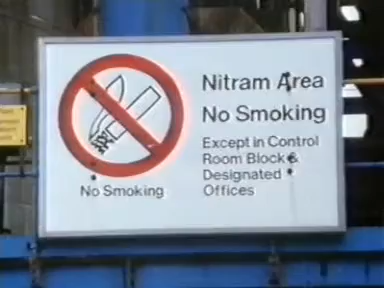 Nitram Area
No Smoking
Except in Control
Room Block &
Designated
Offices
No Smoking